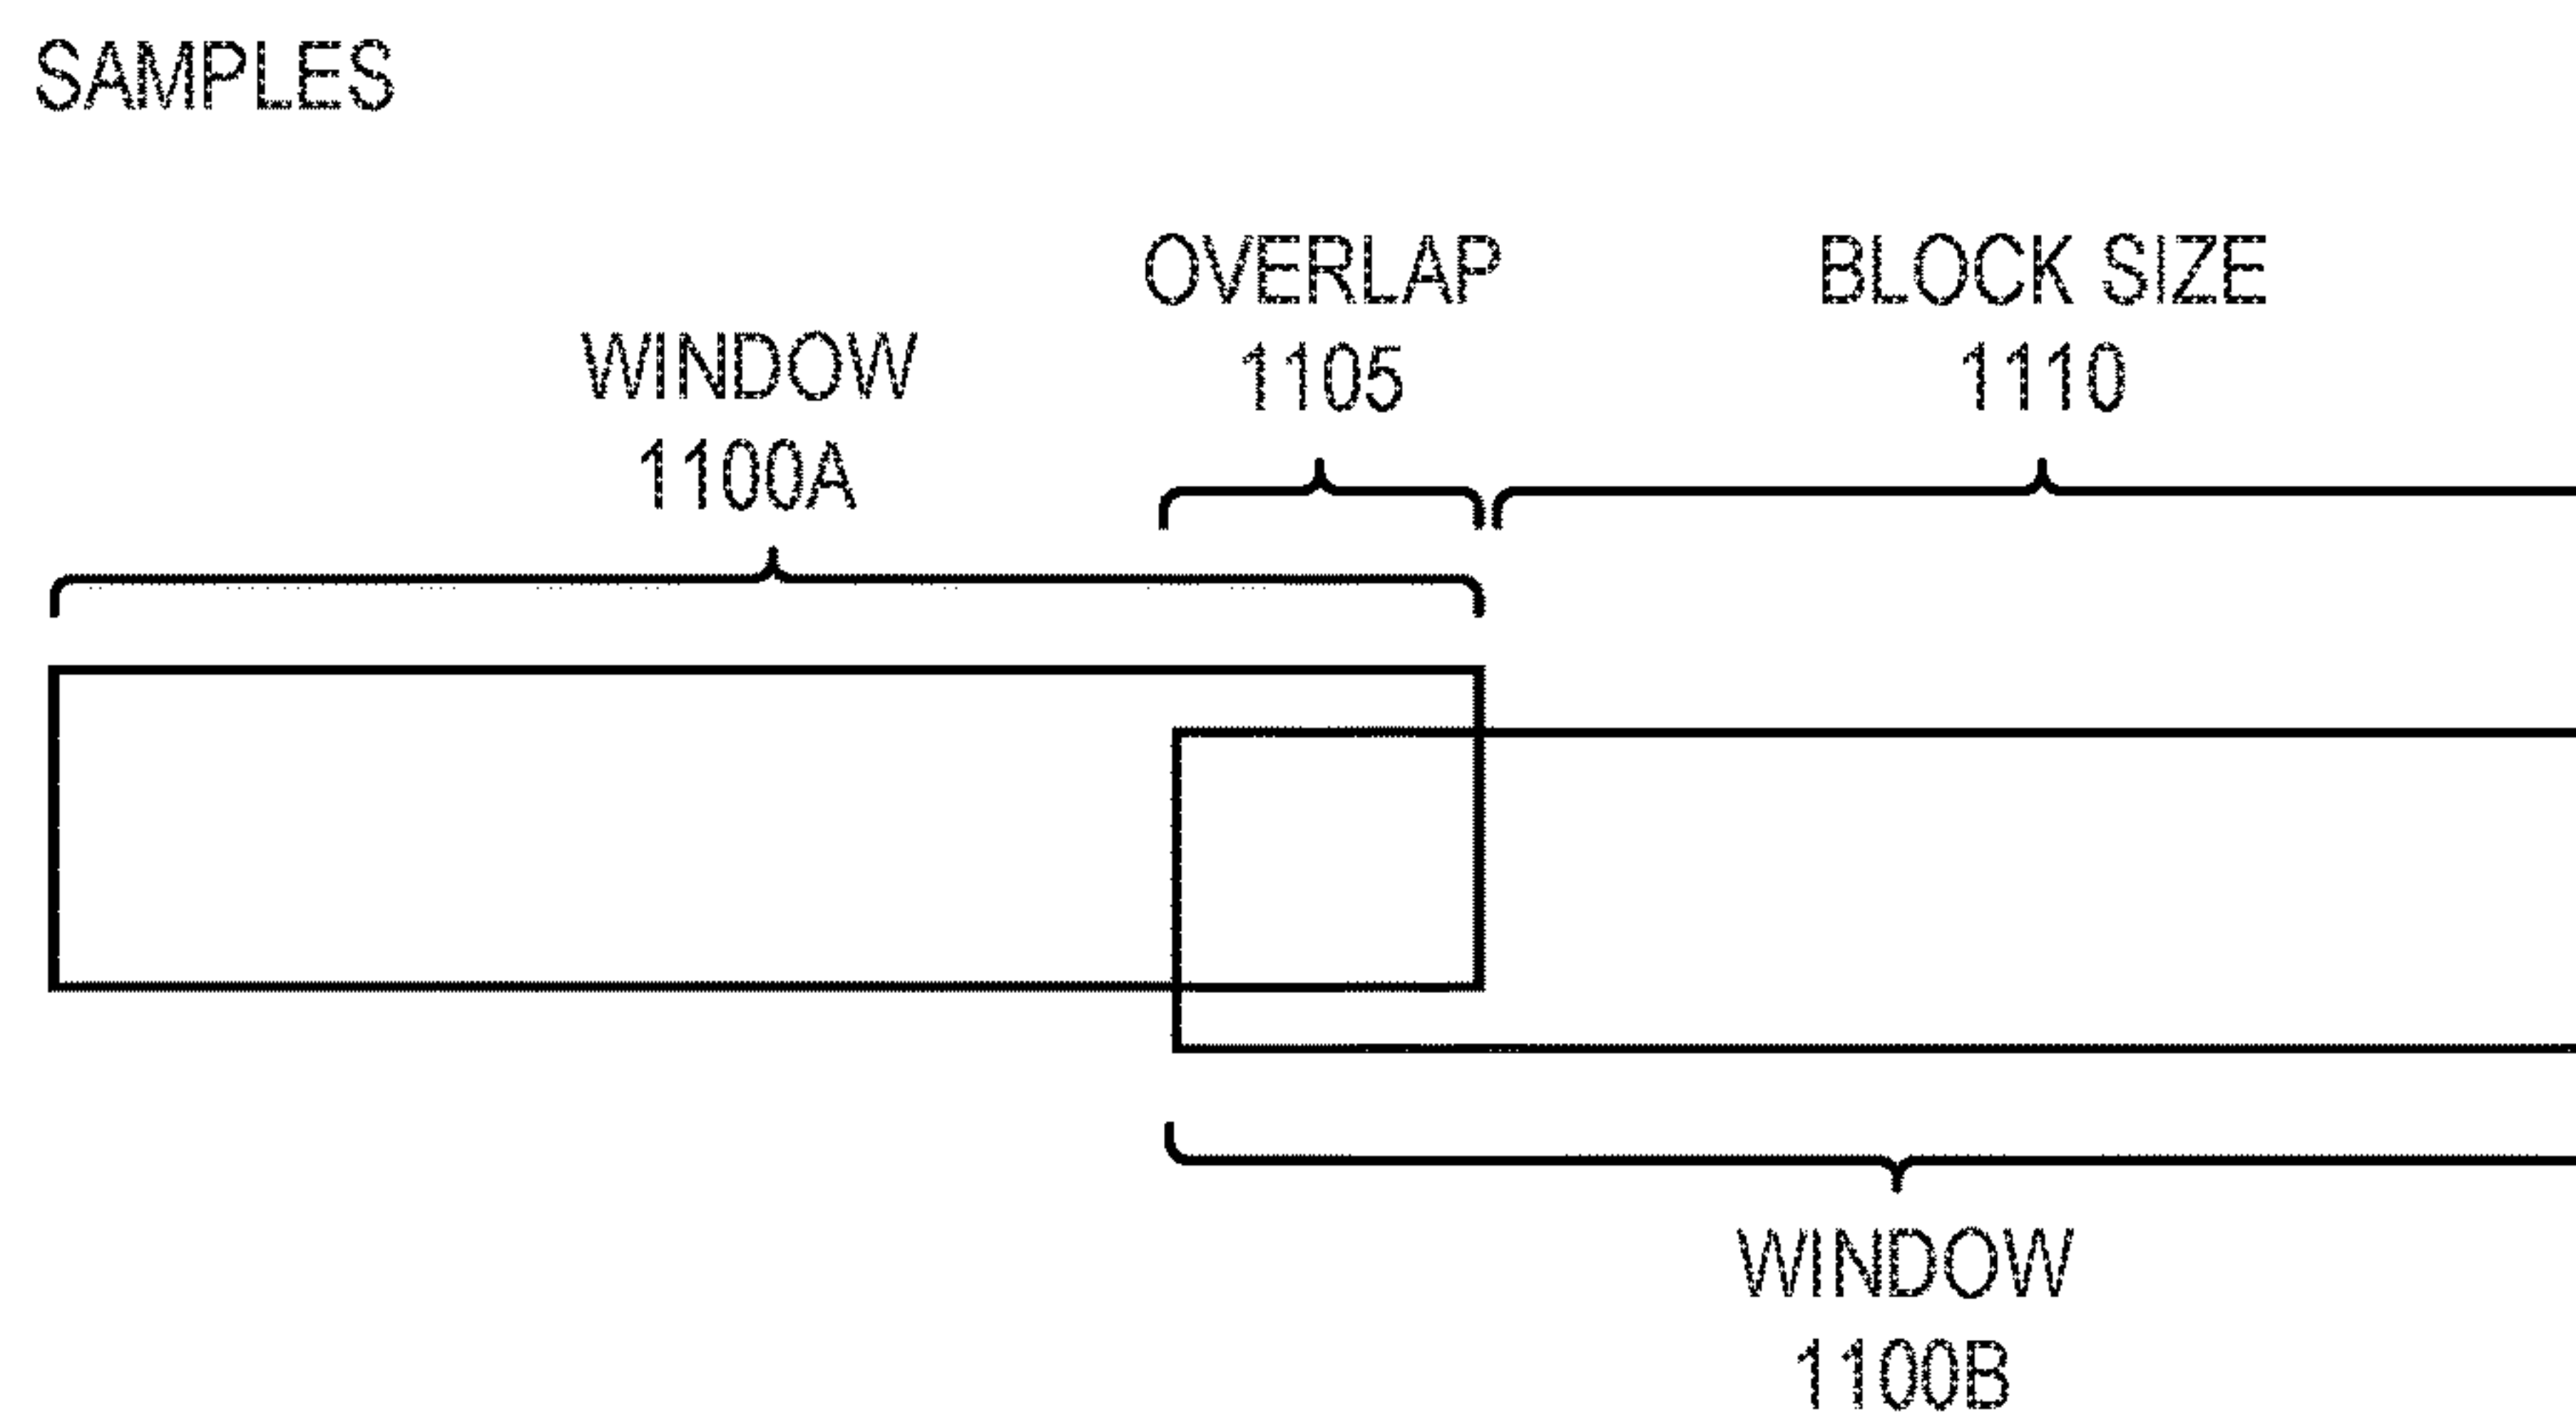 SAMPLES
OVERLAP
1105
BLOCK SIZE
1110
WINDOW
1100A
WINDOW
1100B